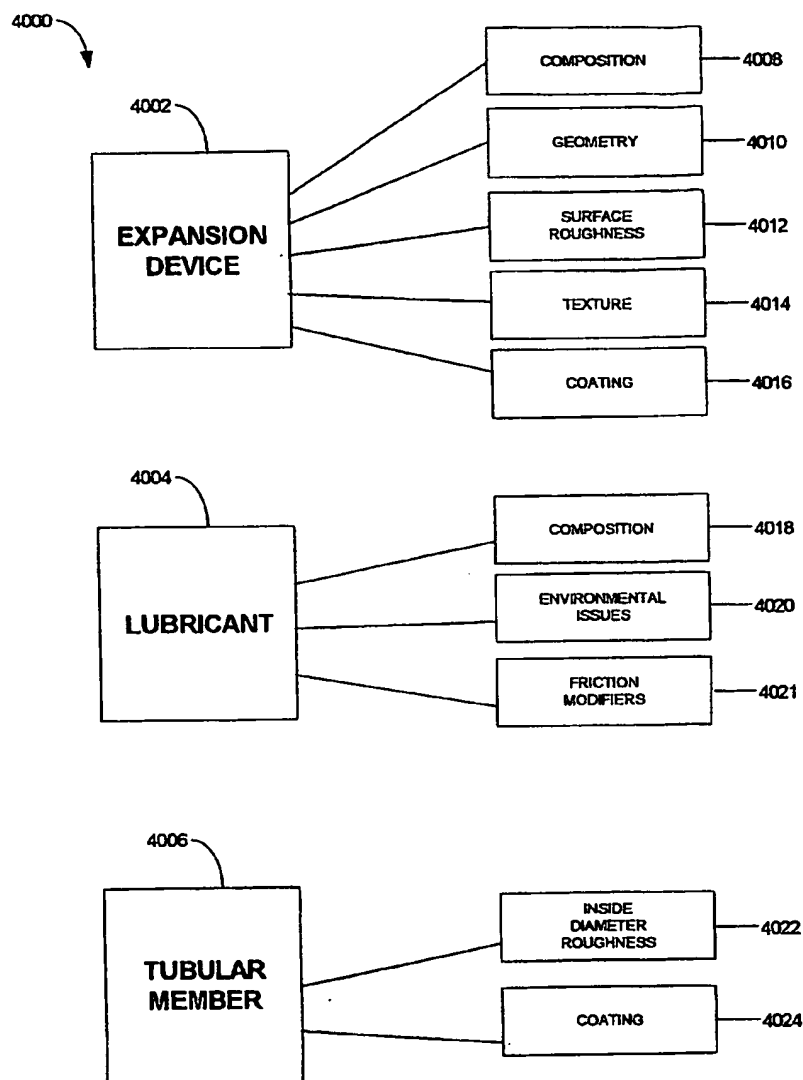 4000
4002
EXPANSION
DEVICE
COMPOSITION
4008
GEOMETRY
4010
SURFACE
ROUGHNESS
4012
TEXTURE
4014
COATING
4016
4004
LUBRICANT
COMPOSITION
4018
ENVIRONMENTAL
ISSUES
4020
FRICTION
MODIFIERS
4021
4006
TUBULAR
MEMBER
INSIDE
DIAMETER
ROUGHNESS
4022
COATING
4024